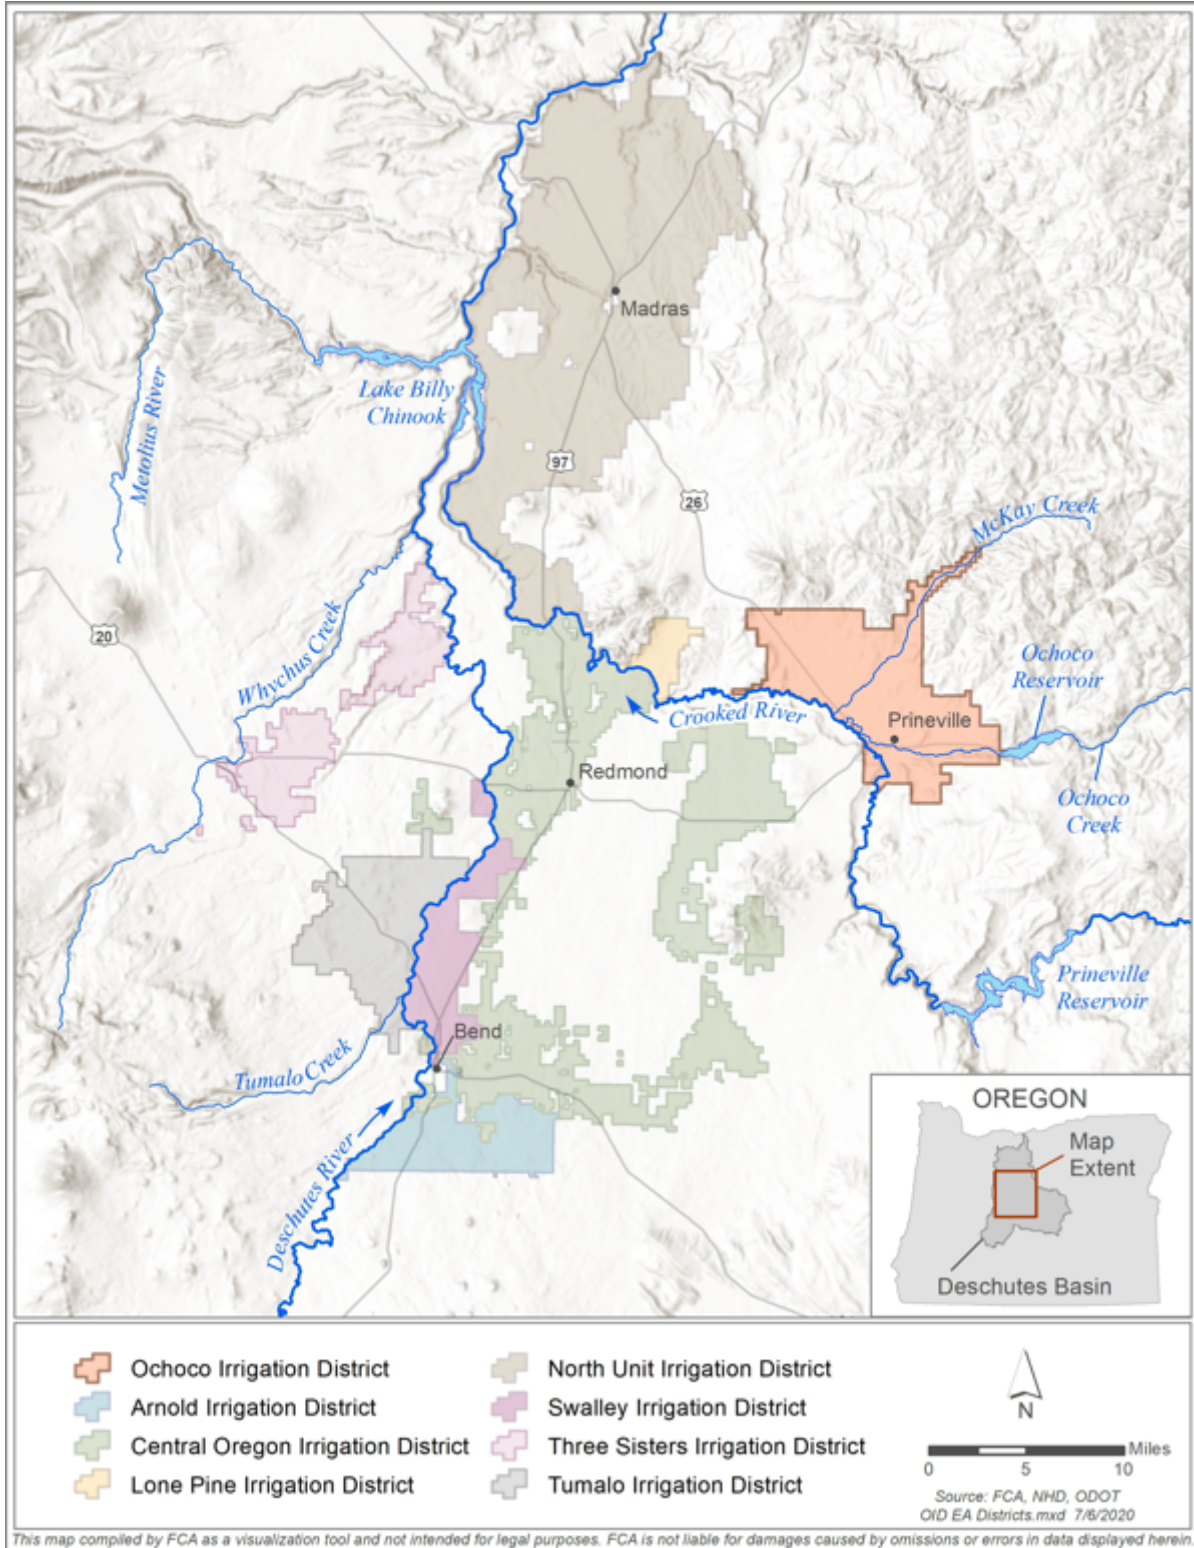 Madras
Lake Billy
Chinook
Metolius River
97
26
McKay Creek
20
Whychus Creek
Ochoco
Reservoir
Crooked River
Prineville
Redmond
Ochoco
Creek
Prineville
Reservoir
Bend
Tumalo Creek
Deschutes River
OREGON
Map
Extent
Deschutes Basin
Ochoco Irrigation District
Arnold Irrigation District
Central Oregon Irrigation District
Lone Pine Irrigation District
North Unit Irrigation District
Swalley Irrigation District
Three Sisters Irrigation District
Tumalo Irrigation District
N
Miles
0 5 10
Source: FCA, NHD, ODOT
OID EA Districts.mxd 7/6/2020
This map compiled by FCA as a visualization tool and not intended for legal purposes. FCA is not liable for damages caused by omissions or errors in data displayed herein.